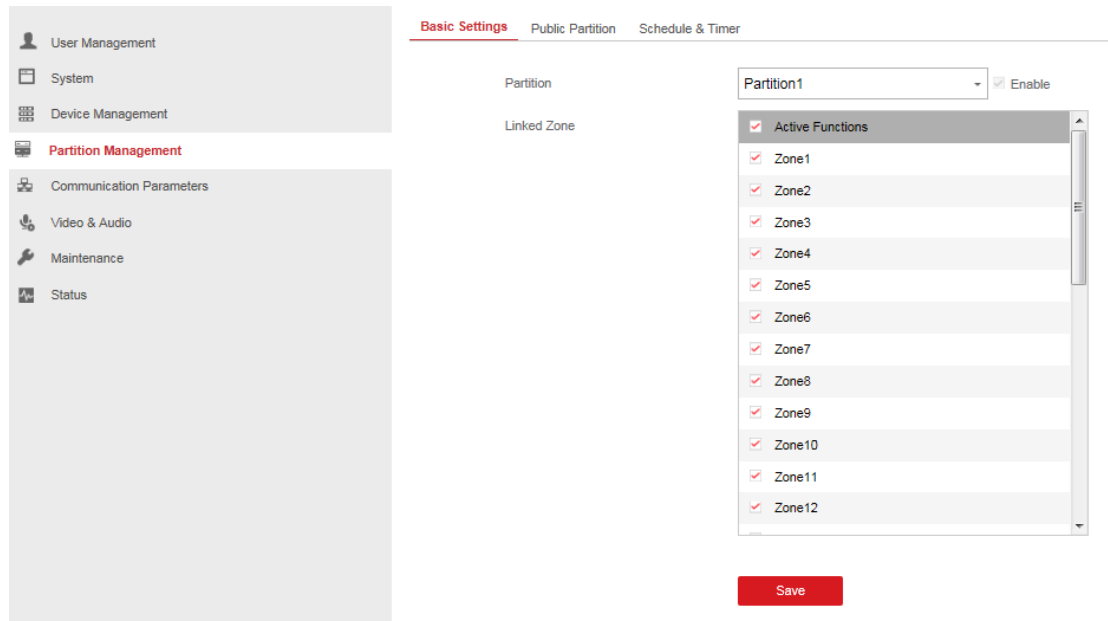 User Management
System
Device Management
Partition Management
Communication Parameters
Video & Audio
Maintenance
Status
Basic Settings Public Partition Schedule & Timer
Partition Partition1 Enable
Linked Zone Active Functions
Zone1
Zone2
Zone3
Zone4
Zone5
Zone6
Zone7
Zone8
Zone9
Zone10
Zone11
Zone12
Save